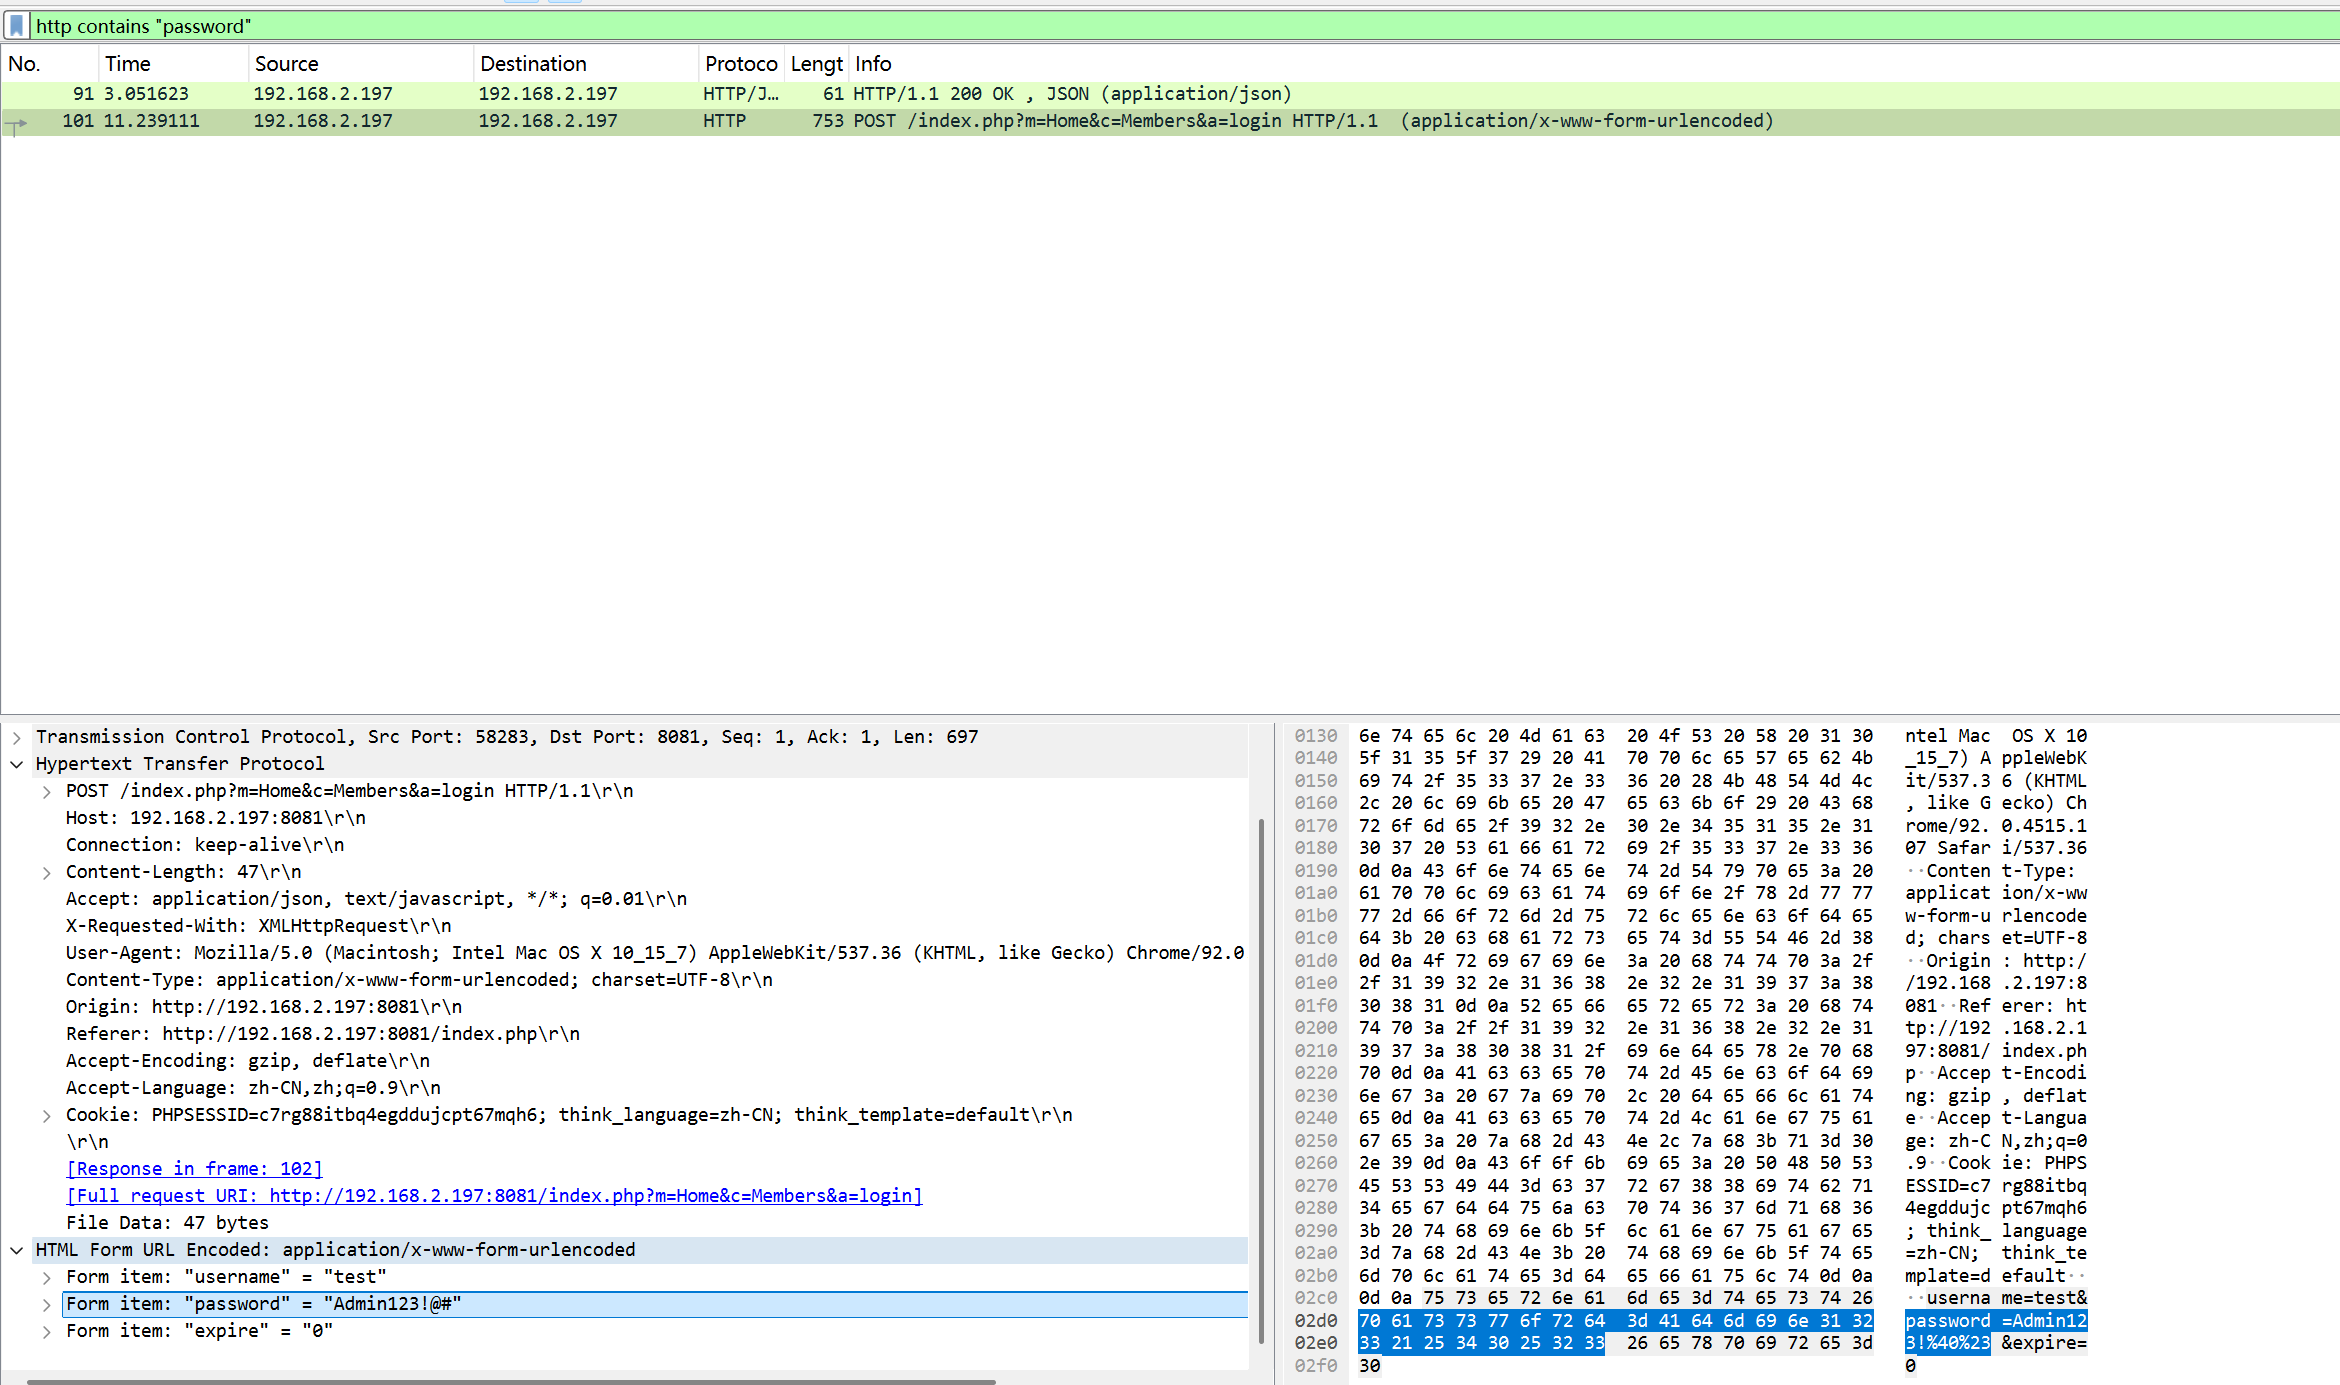 http contains "password"
No. Time Source Destination Protoco Lengt Info
91 3.051623 192.168.2.197 192.168.2.197 HTTP/J… 61 HTTP/1.1 200 OK , JSON (application/json)
101 11.239111 192.168.2.197 192.168.2.197 HTTP 753 POST /index.php?m=Home&c=Members&a=login HTTP/1.1  (application/x-www-form-urlencoded)
Transmission Control Protocol, Src Port: 58283, Dst Port: 8081, Seq: 1, Ack: 1, Len: 697
Hypertext Transfer Protocol
POST /index.php?m=Home&c=Members&a=login HTTP/1.1\r\n
Host: 192.168.2.197:8081\r\n
Connection: keep-alive\r\n
Content-Length: 47\r\n
Accept: application/json, text/javascript, */*; q=0.01\r\n
X-Requested-With: XMLHttpRequest\r\n
User-Agent: Mozilla/5.0 (Macintosh; Intel Mac OS X 10_15_7) AppleWebKit/537.36 (KHTML, like Gecko) Chrome/92.0
Content-Type: application/x-www-form-urlencoded; charset=UTF-8\r\n
Origin: http://192.168.2.197:8081\r\n
Referer: http://192.168.2.197:8081/index.php\r\n
Accept-Encoding: gzip, deflate\r\n
Accept-Language: zh-CN,zh;q=0.9\r\n
Cookie: PHPSESSID=c7rg88itbq4egddujcpt67mqh6; think_language=zh-CN; think_template=default\r\n
\r\n
[Response in frame: 102]
[Full request URI: http://192.168.2.197:8081/index.php?m=Home&c=Members&a=login]
File Data: 47 bytes
HTML Form URL Encoded: application/x-www-form-urlencoded
Form item: "username" = "test"
Form item: "password" = "Admin123!@#"
Form item: "expire" = "0"
0130 6e 74 65 6c 20 4d 61 63 20 4f 53 20 58 20 31 30 ntel Mac  OS X 10
0140 5f 31 35 5f 37 29 20 41 70 70 6c 65 57 65 62 4b _15_7) A ppleWebK
0150 69 74 2f 35 33 37 2e 33 36 20 28 4b 48 54 4d 4c it/537.3 6 (KHTML
0160 2c 20 6c 69 6b 65 20 47 65 63 6b 6f 29 20 43 68 , like G ecko) Ch
0170 72 6f 6d 65 2f 39 32 2e 30 2e 34 35 31 35 2e 31 rome/92. 0.4515.1
0180 30 37 20 53 61 66 61 72 69 2f 35 33 37 2e 33 36 07 Safar i/537.36
0190 0d 0a 43 6f 6e 74 65 6e 74 2d 54 79 70 65 3a 20 ··Conten t-Type:
01a0 61 70 70 6c 69 63 61 74 69 6f 6e 2f 78 2d 77 77 applicat ion/x-ww
01b0 77 2d 66 6f 72 6d 2d 75 72 6c 65 6e 63 6f 64 65 w-form-u rlencode
01c0 64 3b 20 63 68 61 72 73 65 74 3d 55 54 46 2d 38 d; chars et=UTF-8
01d0 0d 0a 4f 72 69 67 69 6e 3a 20 68 74 74 70 3a 2f ··Origin : http:/
01e0 2f 31 39 32 2e 31 36 38 2e 32 2e 31 39 37 3a 38 /192.168 .2.197:8
01f0 30 38 31 0d 0a 52 65 66 65 72 65 72 3a 20 68 74 081··Ref erer: ht
0200 74 70 3a 2f 2f 31 39 32 2e 31 36 38 2e 32 2e 31 tp://192 .168.2.1
0210 39 37 3a 38 30 38 31 2f 69 6e 64 65 78 2e 70 68 97:8081/ index.ph
0220 70 0d 0a 41 63 63 65 70 74 2d 45 6e 63 6f 64 69 p··Accep t-Encodi
0230 6e 67 3a 20 67 7a 69 70 2c 20 64 65 66 6c 61 74 ng: gzip , deflat
0240 65 0d 0a 41 63 63 65 70 74 2d 4c 61 6e 67 75 61 e··Accep t-Langua
0250 67 65 3a 20 7a 68 2d 43 4e 2c 7a 68 3b 71 3d 30 ge: zh-C N,zh;q=0
0260 2e 39 0d 0a 43 6f 6f 6b 69 65 3a 20 50 48 50 53 .9··Cook ie: PHPS
0270 45 53 53 49 44 3d 63 37 72 67 38 38 69 74 62 71 ESSID=c7 rg88itbq
0280 34 65 67 64 64 75 6a 63 70 74 36 37 6d 71 68 36 4egddujc pt67mqh6
0290 3b 20 74 68 69 6e 6b 5f 6c 61 6e 67 75 61 67 65 ; think_ language
02a0 3d 7a 68 2d 43 4e 3b 20 74 68 69 6e 6b 5f 74 65 =zh-CN;  think_te
02b0 6d 70 6c 61 74 65 3d 64 65 66 61 75 6c 74 0d 0a mplate=d efault··
02c0 0d 0a 75 73 65 72 6e 61 6d 65 3d 74 65 73 74 26 ··userna me=test&
02d0 70 61 73 73 77 6f 72 64 3d 41 64 6d 69 6e 31 32 password =Admin12
02e0 33 21 25 34 30 25 32 33 26 65 78 70 69 72 65 3d 3!%40%23 &expire=
02f0 30 0